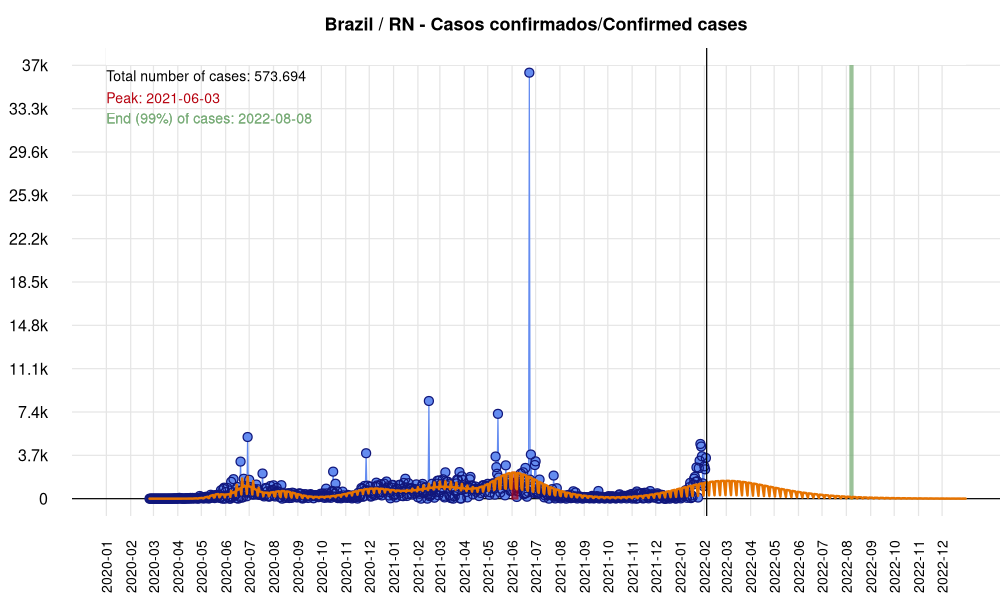 Brazil / RN - Casos confirmados/Confirmed cases
37k
Total number of cases: 573.694
Peak: 2021-06-03
33.3k
End (99%) of cases: 2022-08-08
29.6k
25.9k
22.2k
18.5k
14.8k
11.1k
7.4k
3.7k
0
2020-01
2020-02
2020-03
2020-04
2020-05
2020-06
2020-07
2020-08
2020-09
2020-10
2020-11
2020-12
2021-01
2021-02
2021-03
2021-04
2021-05
2021-06
2021-07
2021-08
2021-09
2021-10
2021-11
2021-12
2022-01
2022-02
2022-03
2022-04
2022-05
2022-06
2022-07
2022-08
2022-09
2022-10
2022-11
2022-12